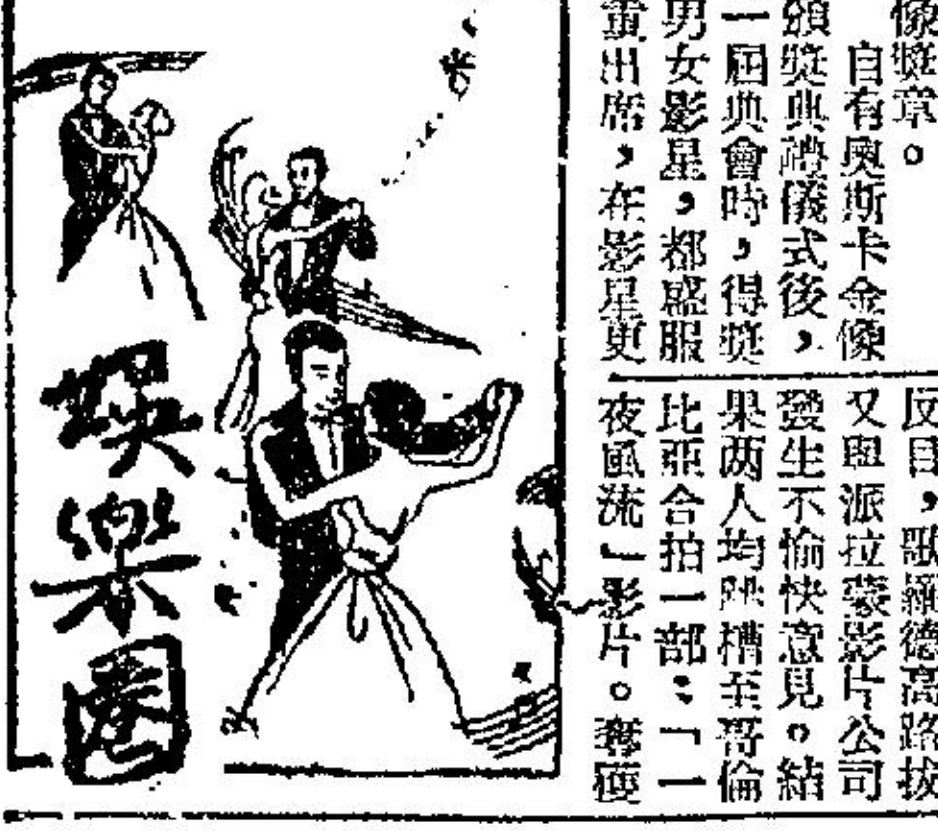 像獎章。
自有奧斯卡金像
頒獎典禮儀式後，
一屆典會時，得獎
男女影星，都盛服
重出席，在影星更
反目，歌羅德高路拔
又與派拉蒙影片公司
發生不愉快意見。結
果两人均跳槽至哥倫
比亞合拍一部：「一
夜風流」影片。奪獲
娛樂圈